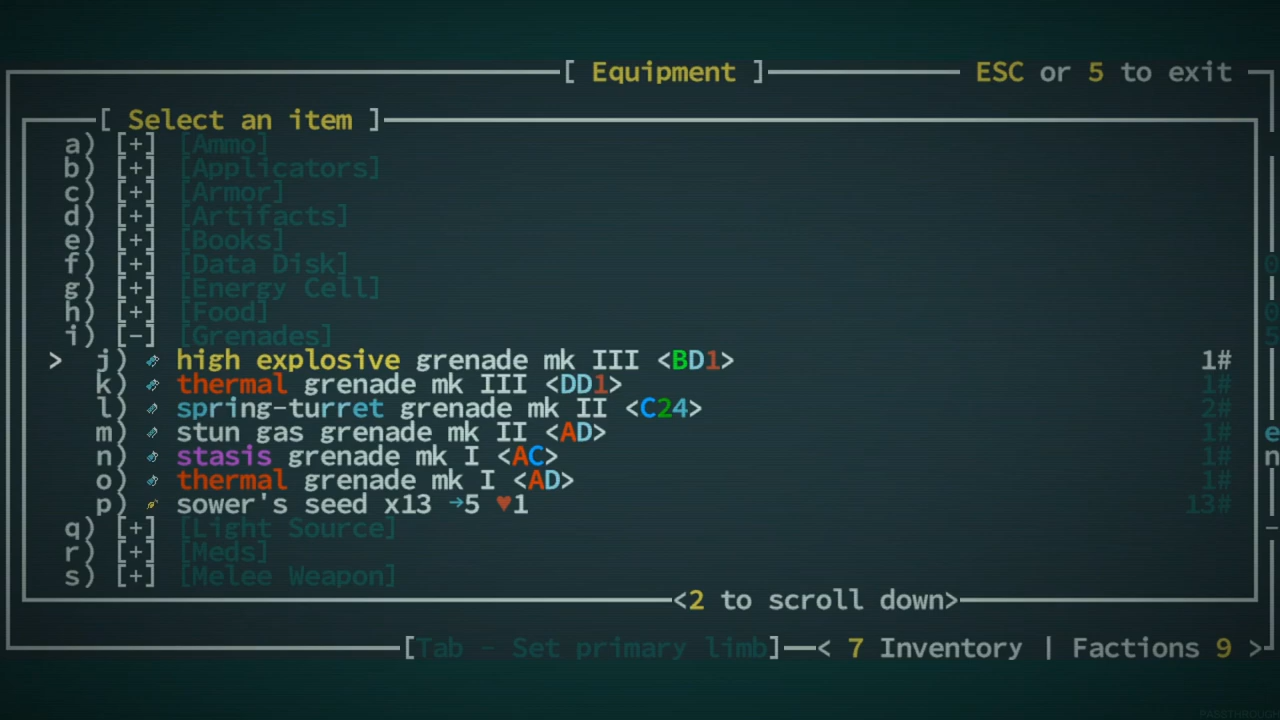 [ Equipment ] ESC or 5 to exit
[ Select an item ]
a) [+] [Ammo]
b) [+] [Applicators]
c) [+] [Armor]
d) [+] [Artifacts]
e) [+] [Books]
f) [+] [Data Disk]
g) [+] [Energy Cell]
h) [+] [Food]
i) [-] [Grenades]
> j) high explosive grenade mk III <BD1> 1#
k) thermal grenade mk III <DD1> 1#
l) spring-turret grenade mk II <C24> 2#
m) stun gas grenade mk II <AD> 1#
n) stasis grenade mk I <AC> 1#
o) thermal grenade mk I <AD> 1#
p) sower's seed x13 →5 ♥1 13#
q) [+] [Light Source]
r) [+] [Meds]
s) [+] [Melee Weapon]
<2 to scroll down>
[Tab - Set primary limb] < 7 Inventory | Factions 9 >